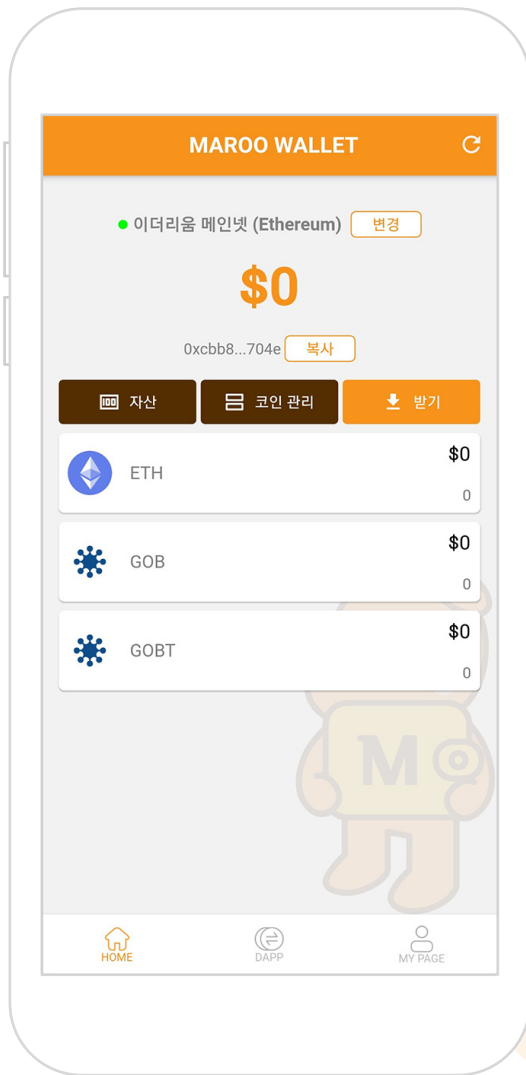 MAROO WALLET
이더리움 메인넷 (Ethereum) 변경
$0
0xcbb8...704e 복사
자산 코인 관리 받기
$0
ETH
0
$0
GOB
0
$0
GOBT
0
M
HOME DAPP MY PAGE